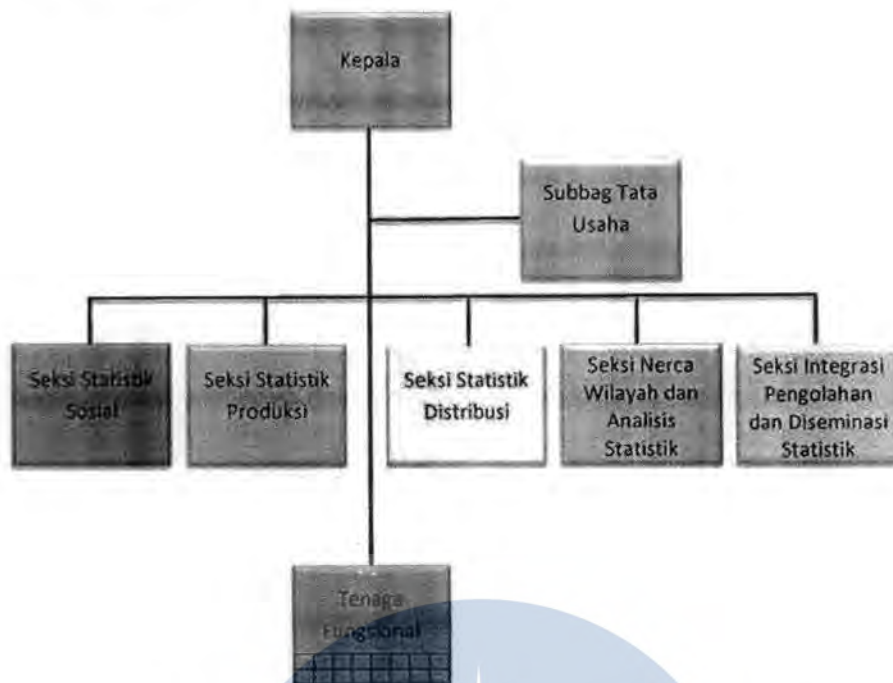 Kepala
Subbag Tata
Usaha
Seksi Statistik
Sosial
Seksi Statistik
Produksi
Seksi Statistik
Distribusi
Seksi Nerca
Wilayah dan
Analisis
Statistik
Seksi Integrasi
Pengolahan
dan Diseminasi
Statistik
Tenaga
Fungsional